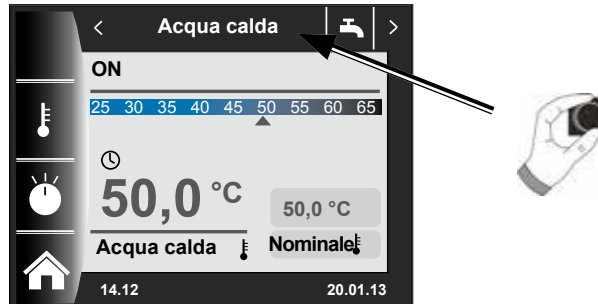 < Acqua calda >
ON
25 30 35 40 45 50 55 60 65
50,0 °C
50,0 °C
Acqua calda
Nominale
14.12 20.01.13